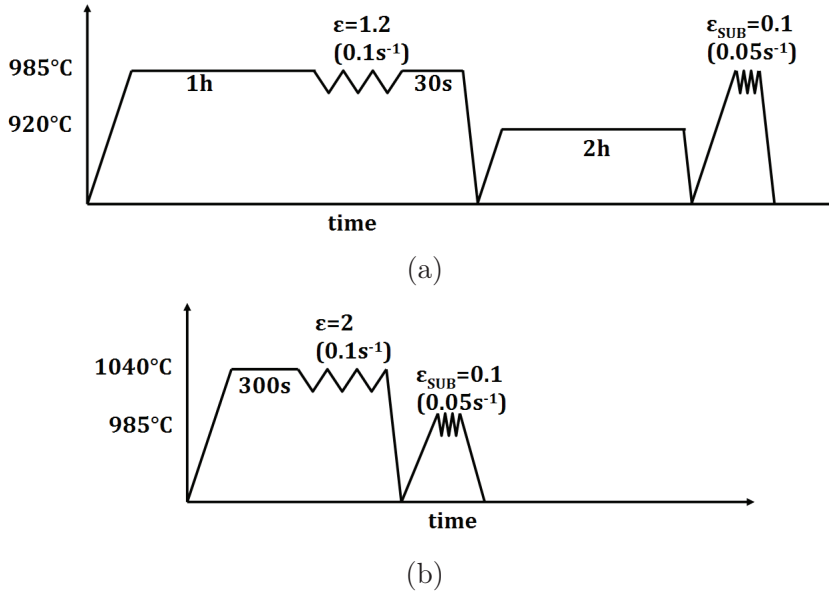 ε=1.2
(0.1s⁻¹)
ε_SUB=0.1
(0.05s⁻¹)
985°C
1h
30s
920°C
2h
time
(a)
ε=2
(0.1s⁻¹)
1040°C
300s
ε_SUB=0.1
(0.05s⁻¹)
985°C
time
(b)